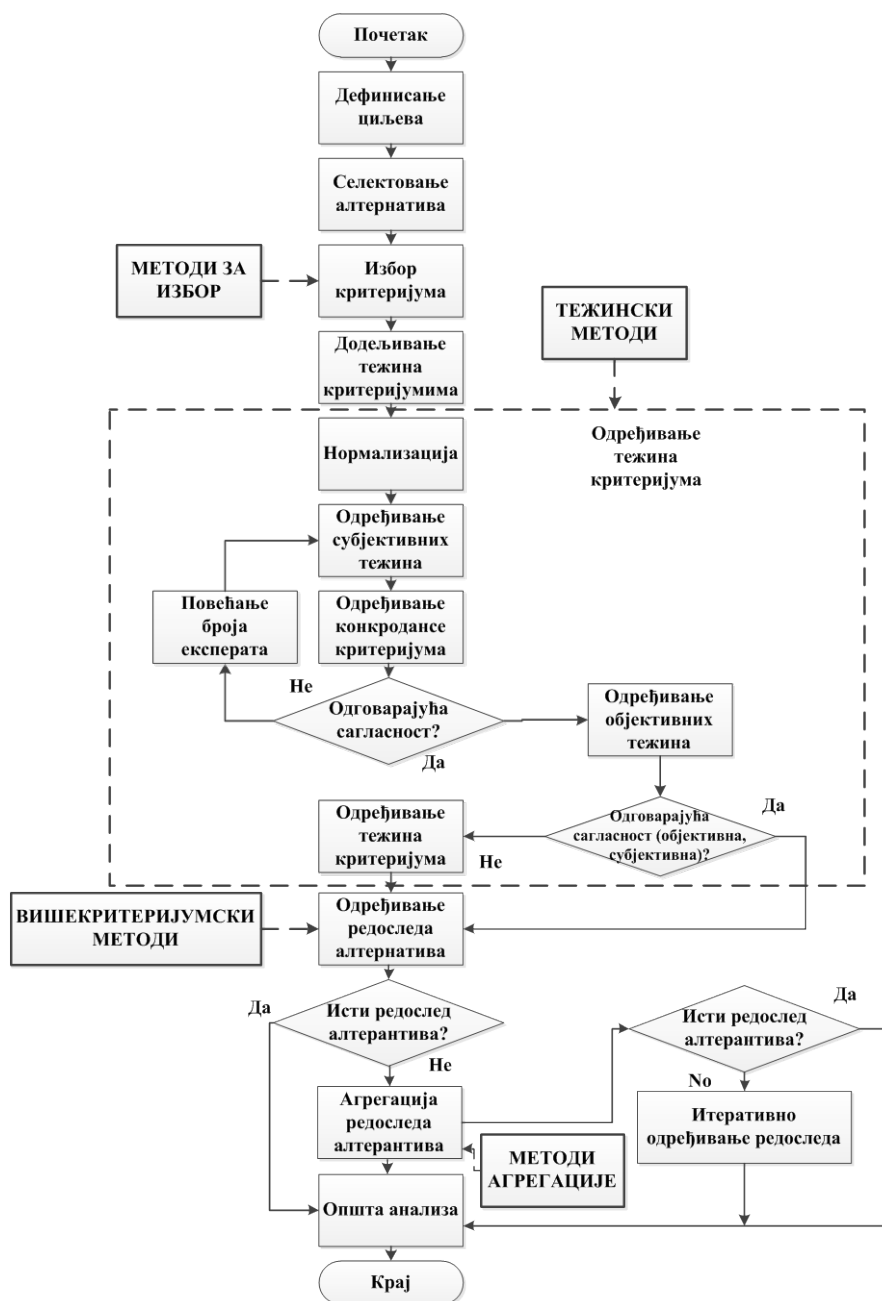 Почетак
Дефинисање
циљева
Селектовање
алтернатива
МЕТОДИ ЗА
ИЗБОР
Избор
критеријума
ТЕЖИНСКИ
МЕТОДИ
Додељивање
тежина
критеријумима
Одређивање
тежина
критеријума
Нормализација
Одређивање
субјективних
тежина
Повећање
броја
експерата
Одређивање
конкродансе
критеријума
Не
Одговарајућа
сагласност?
Да
Одређивање
објективних
тежина
Одређивање
тежина
критеријума
Одговарајућа
сагласност (објективна,
субјективна)?
Да
Не
ВИШЕКРИТЕРИЈУМСКИ
МЕТОДИ
Одређивање
редоследа
алтернатива
Да
Исти редослед
алтерантива?
Не
Исти редослед
алтерантива?
Да
No
Агрегација
редоследа
алтерантива
Итеративно
одређивање редоследа
МЕТОДИ
АГРЕГАЦИЈЕ
Општа анализа
Крај